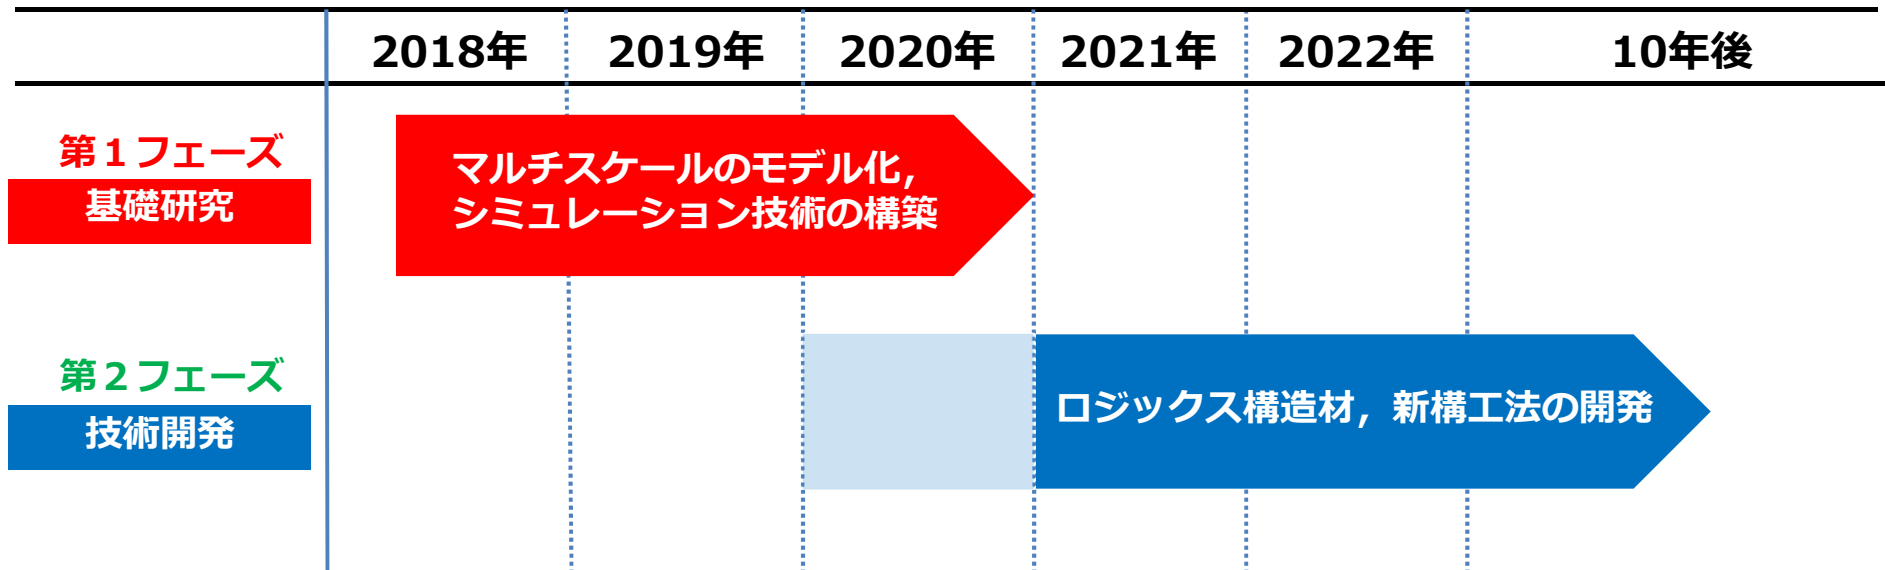 2018年 2019年 2020年 2021年 2022年 10年後
第１フェーズ
基礎研究
マルチスケールのモデル化，
シミュレーション技術の構築
第２フェーズ
技術開発
ロジックス構造材，新構工法の開発